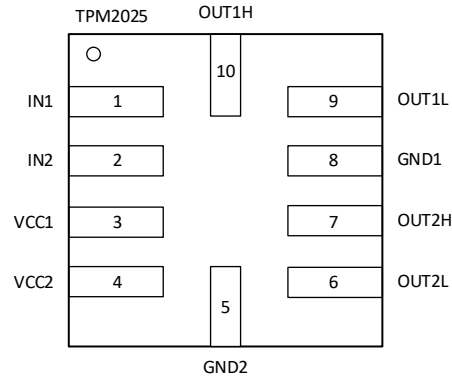 TPM2025
OUT1H
10
IN1 1 9 OUT1L
IN2 2 8 GND1
VCC1 3 7 OUT2H
VCC2 4 6 OUT2L
5
GND2